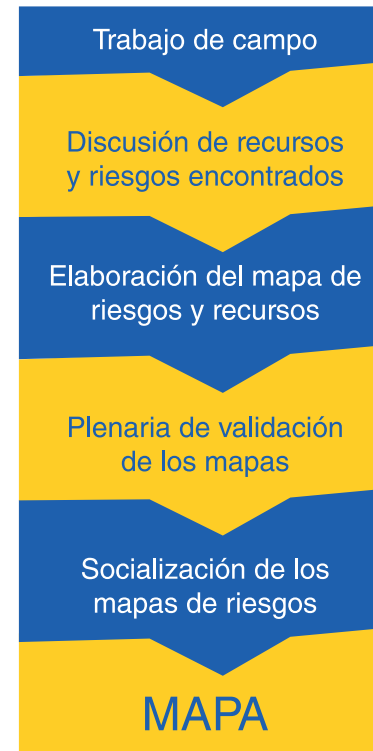 Trabajo de campo
Discusión de recursos
y riesgos encontrados
Elaboración del mapa de
riesgos y recursos
Plenaria de validación
de los mapas
Socialización de los
mapas de riesgos
MAPA